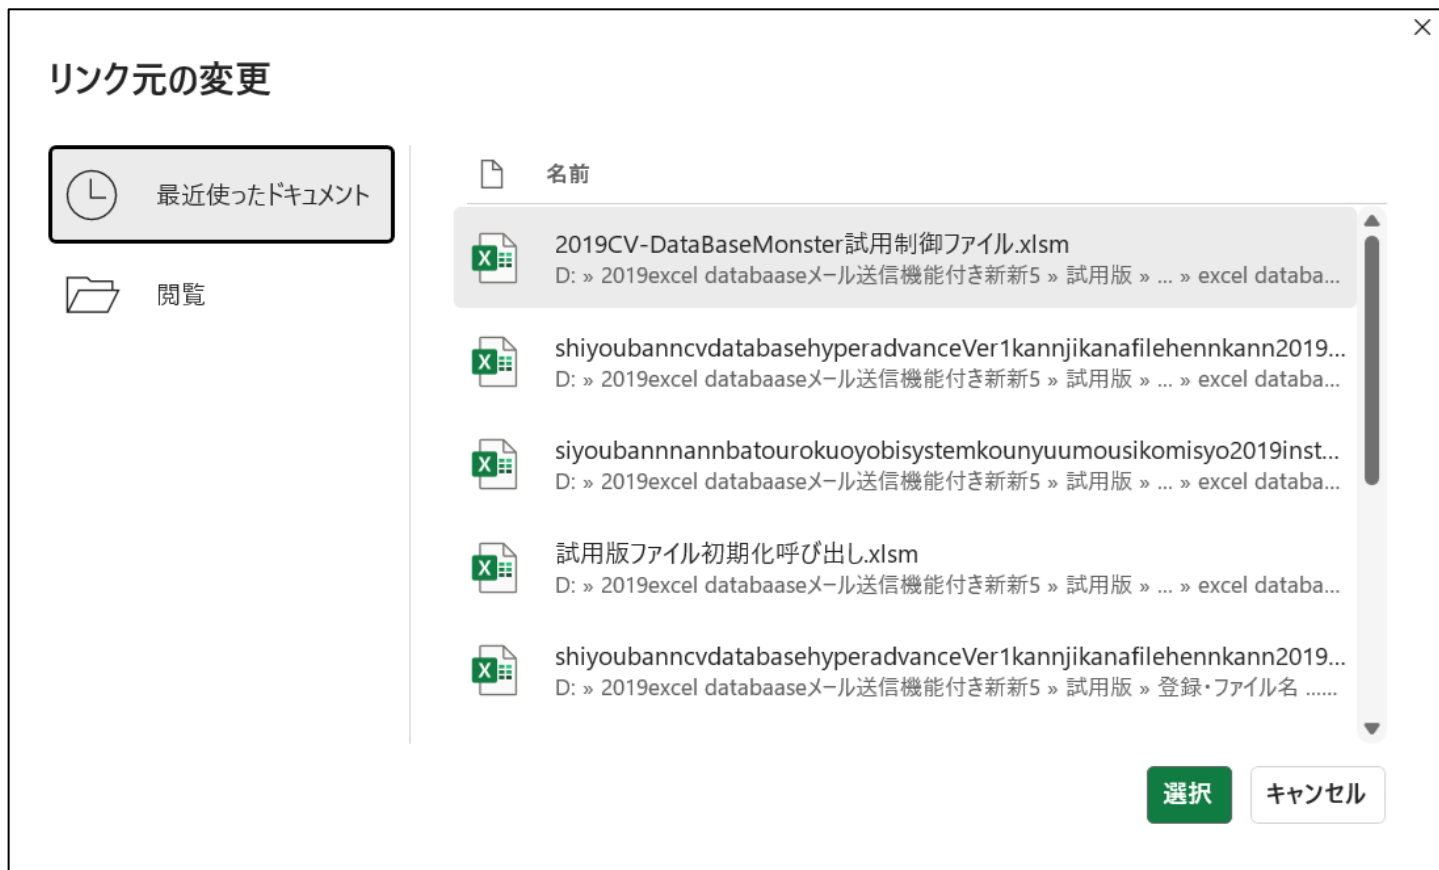 リンク元の変更
最近使ったドキュメント
閲覧
名前
2019CV-DataBaseMonster試用制御ファイル.xlsm
D: » 2019excel databaaseメール送信機能付き新新5 » 試用版 » ... » excel databa...
shiyoubanncvdatabasehyperadvanceVer1kannjikanafilehennkann2019...
D: » 2019excel databaaseメール送信機能付き新新5 » 試用版 » ... » excel databa...
siyoubannnannbatourokuoyobisystemkounyuumousikomisyo2019inst...
D: » 2019excel databaaseメール送信機能付き新新5 » 試用版 » ... » excel databa...
試用版ファイル初期化呼び出し.xlsm
D: » 2019excel databaaseメール送信機能付き新新5 » 試用版 » ... » excel databa...
shiyoubanncvdatabasehyperadvanceVer1kannjikanafilehennkann2019...
D: » 2019excel databaaseメール送信機能付き新新5 » 試用版 » 登録・ファイル名 ......
選択
キャンセル